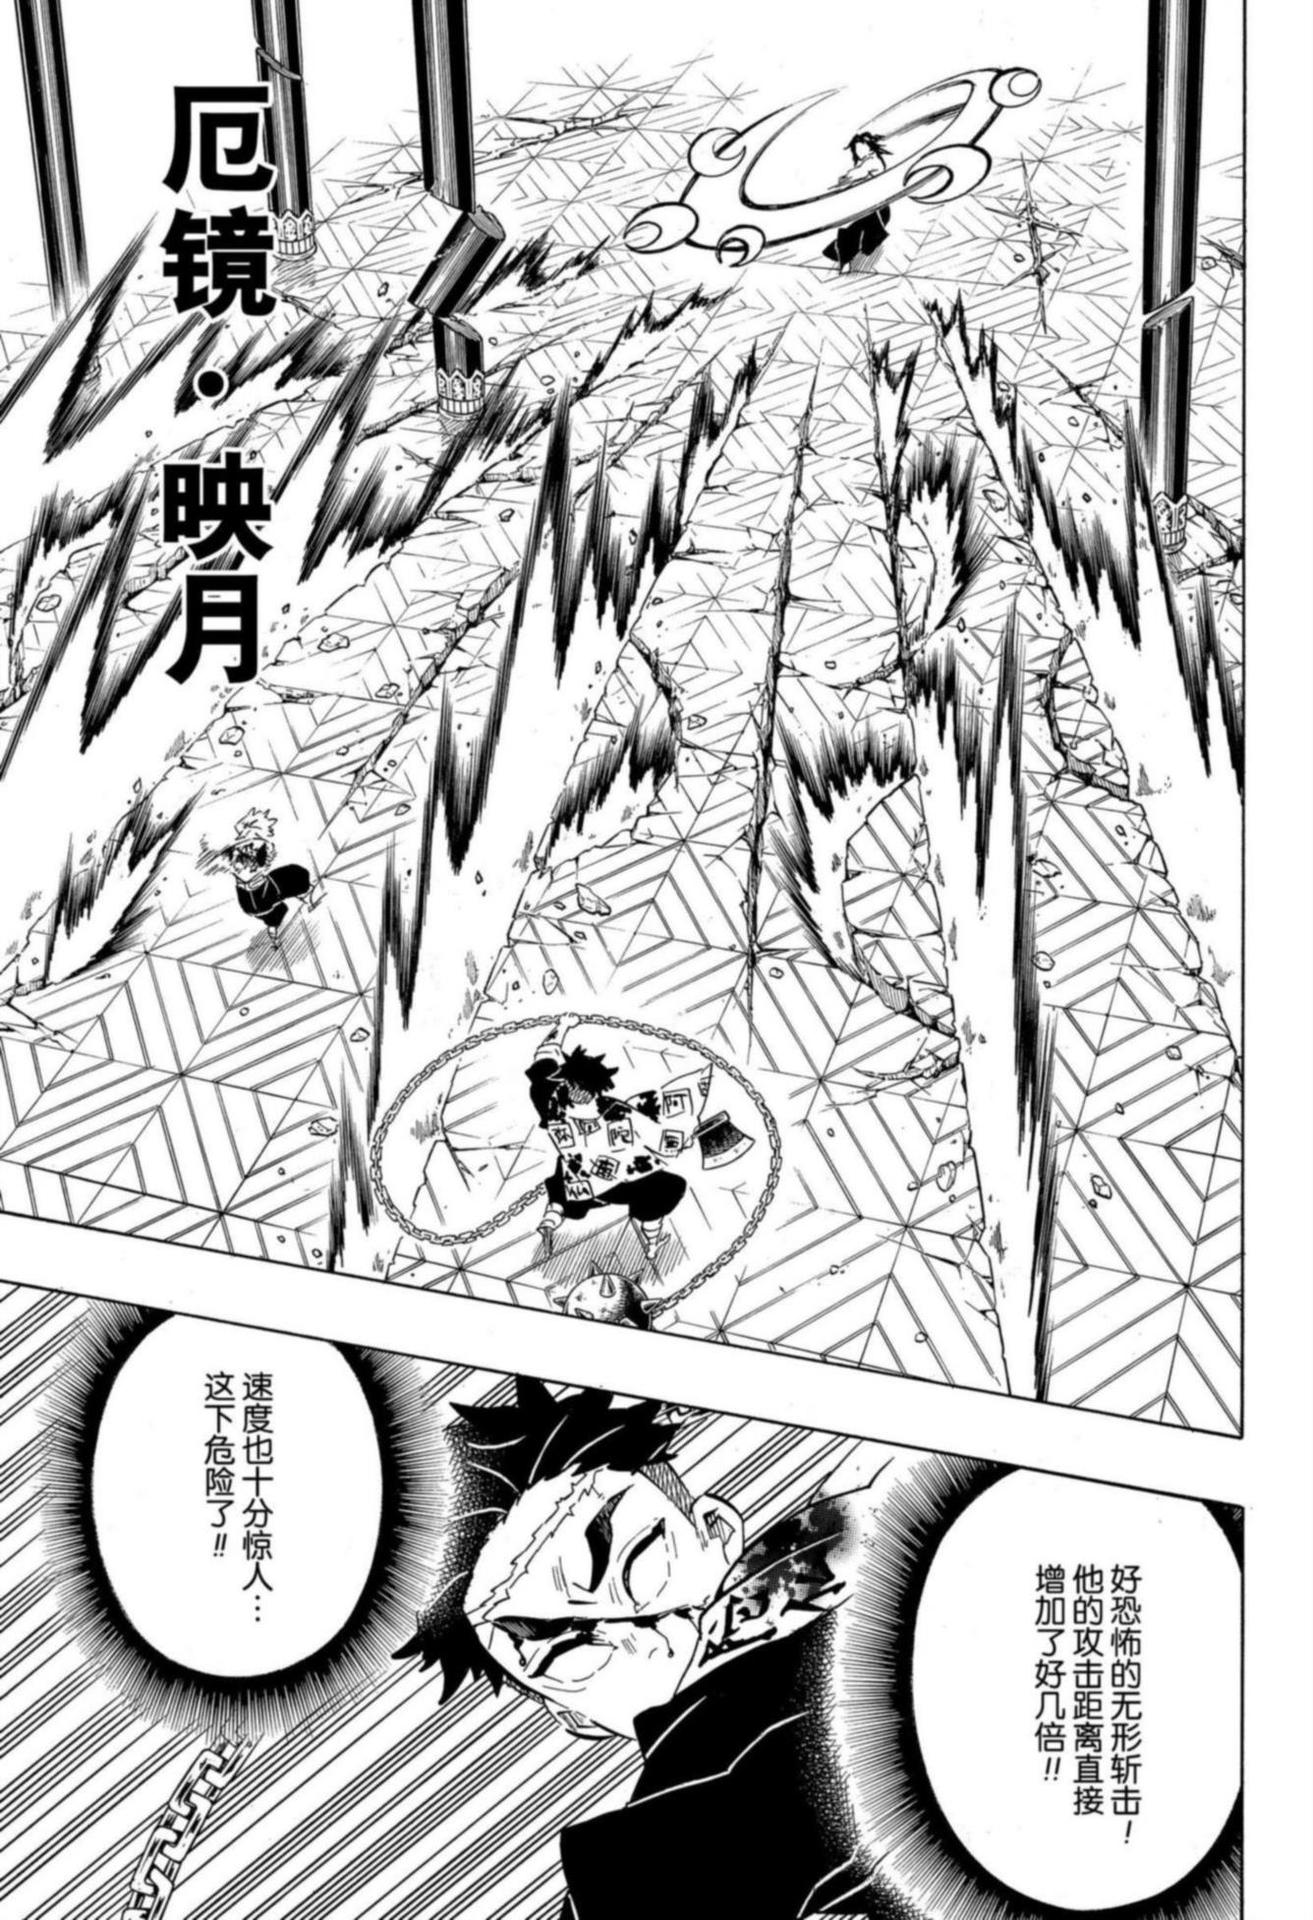 厄镜·映月
阿
陀
好恐怖的无形斩击!
他的攻击距离直接
增加了好几倍!!
速度也十分惊人…
这下危险了!!